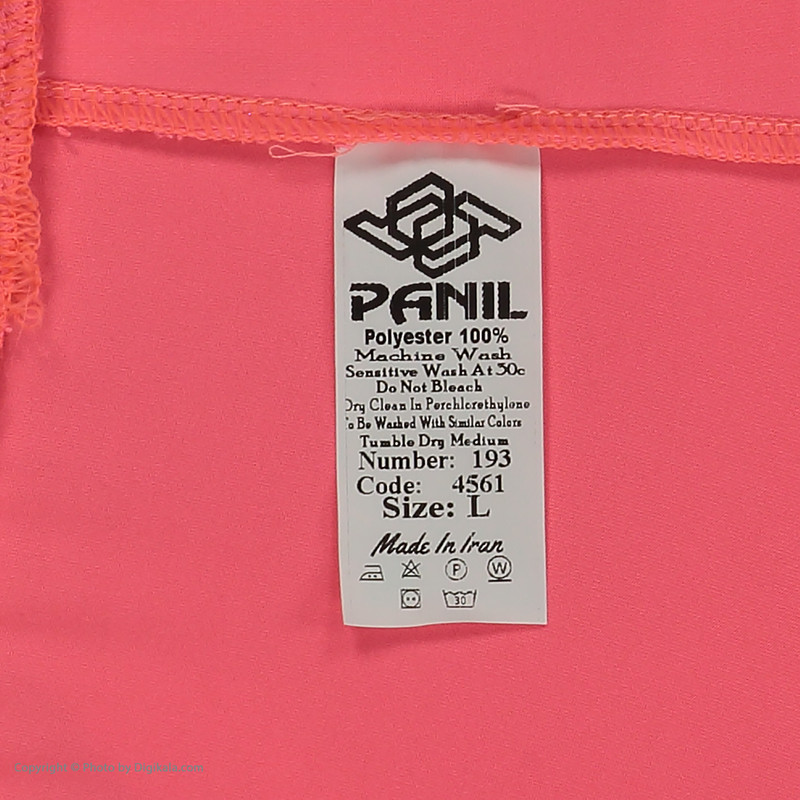 PANIL
Polyester 100%
Machine Wash
Sensitive Wash At 30c
Do Not Bleach
Dry Clean In Perchlorethylene
To Be Washed With Similar Colors
Tumble Dry Medium
Number: 193
Code: 4561
Size: L
Made In Iran
P
W
30
Copyright © Photo by Digikala.com